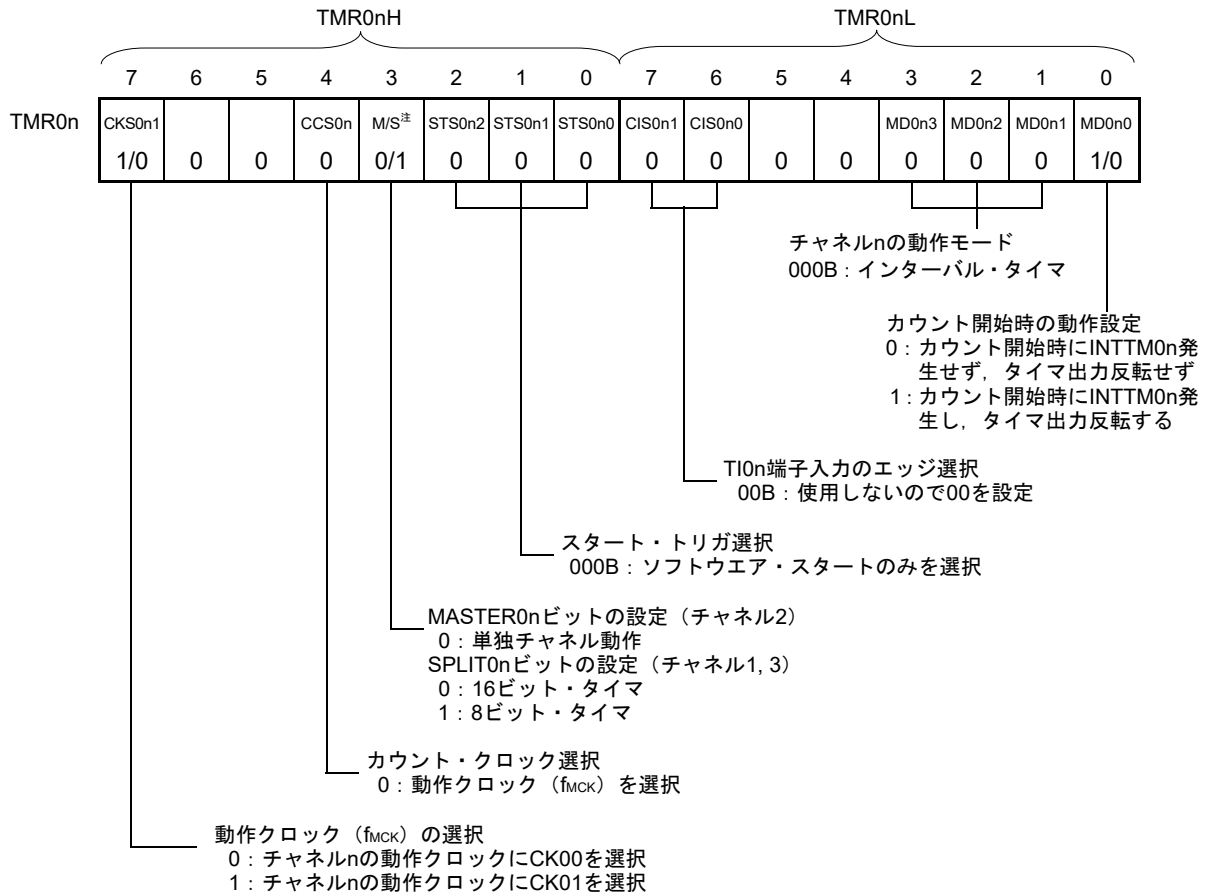 TMR0nH TMR0nL
7 6 5 4 3 2 1 0 7 6 5 4 3 2 1 0
TMR0n CKS0n1 CCS0n M/S注 STS0n2 STS0n1 STS0n0 CIS0n1 CIS0n0 MD0n3 MD0n2 MD0n1 MD0n0
1/0 0 0 0 0/1 0 0 0 0 0 0 0 0 0 0 1/0
チャネルnの動作モード
000B：インターバル・タイマ
カウント開始時の動作設定
0：カウント開始時にINTTM0n発
生せず，タイマ出力反転せず
1：カウント開始時にINTTM0n発
生し，タイマ出力反転する
TI0n端子入力のエッジ選択
00B：使用しないので00を設定
スタート・トリガ選択
000B：ソフトウエア・スタートのみを選択
MASTER0nビットの設定（チャネル2）
0：単独チャネル動作
SPLIT0nビットの設定（チャネル1, 3）
0：16ビット・タイマ
1：8ビット・タイマ
カウント・クロック選択
0：動作クロック（fMCK）を選択
動作クロック（fMCK）の選択
0：チャネルnの動作クロックにCK00を選択
1：チャネルnの動作クロックにCK01を選択